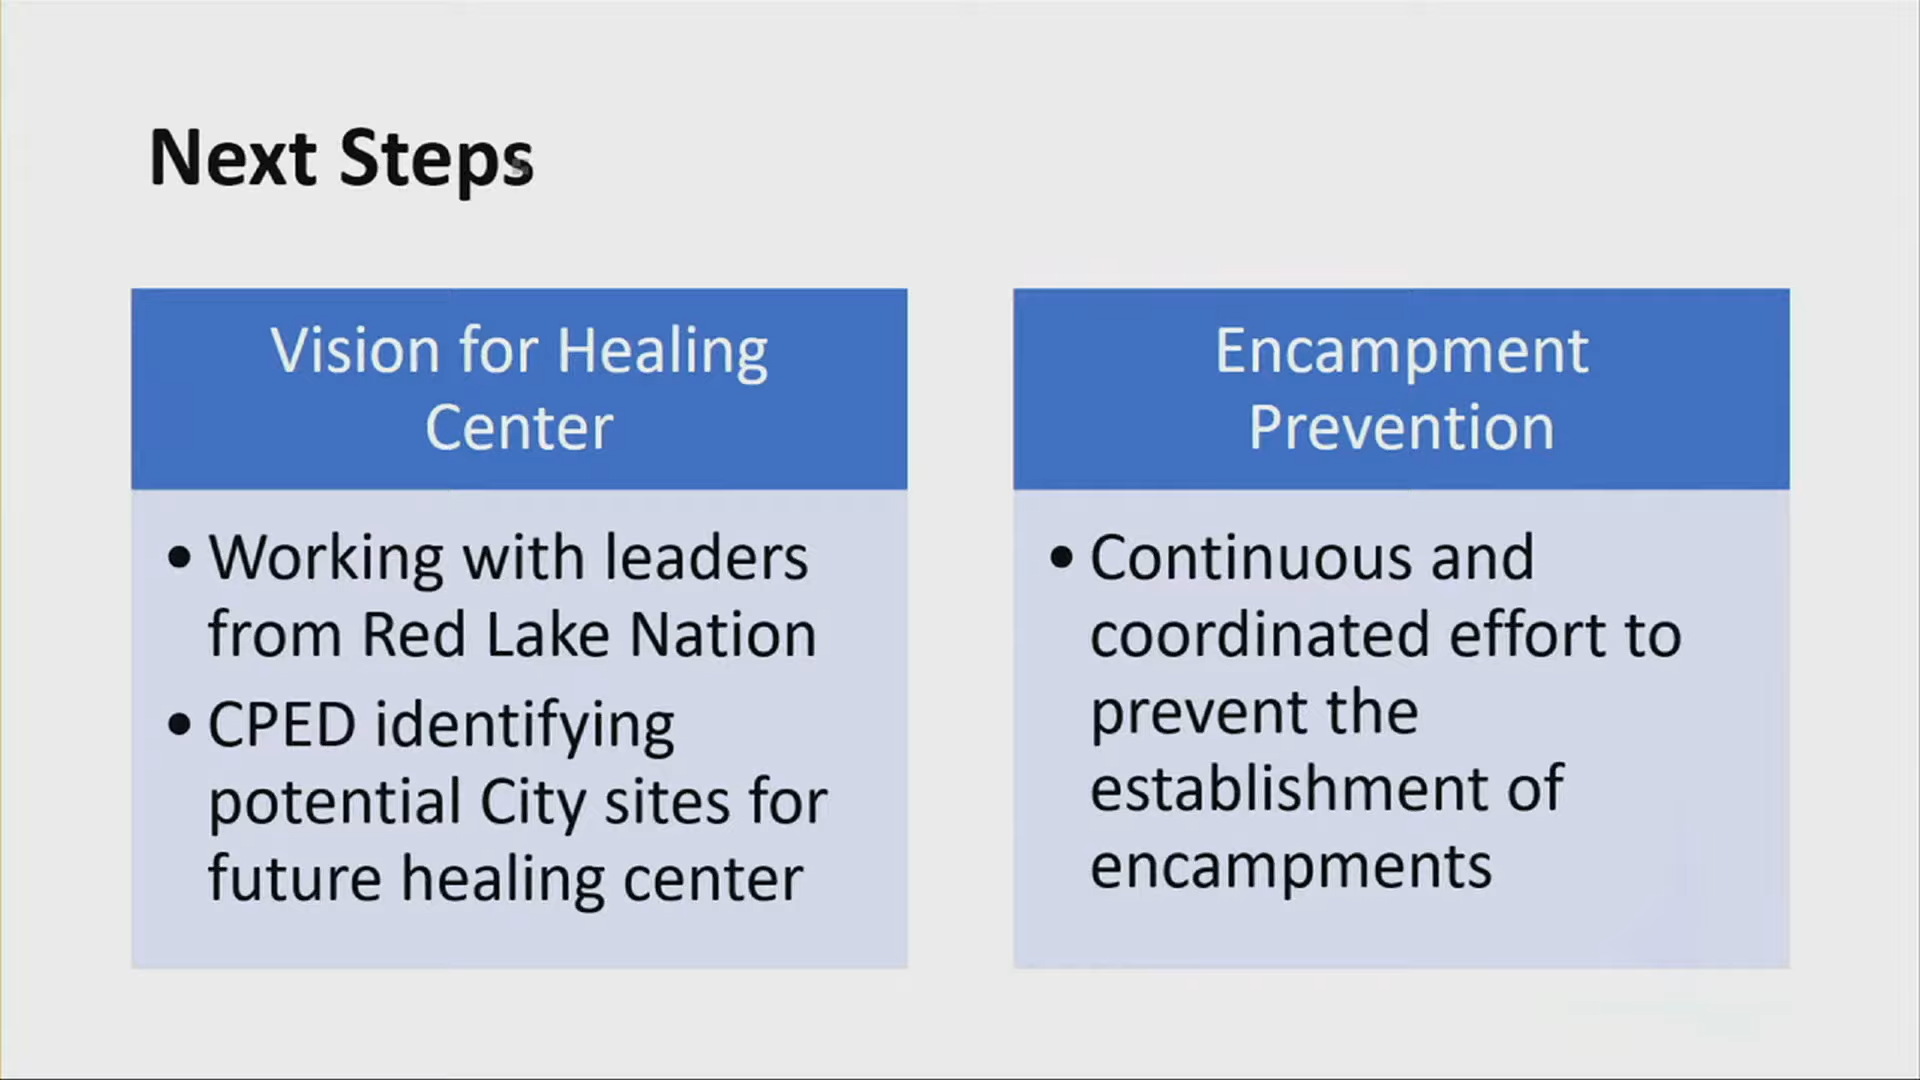 Next Steps
Vision for Healing
Center
• Working with leaders
from Red Lake Nation
• CPED identifying
potential City sites for
future healing center
Encampment
Prevention
• Continuous and
coordinated effort to
prevent the
establishment of
encampments